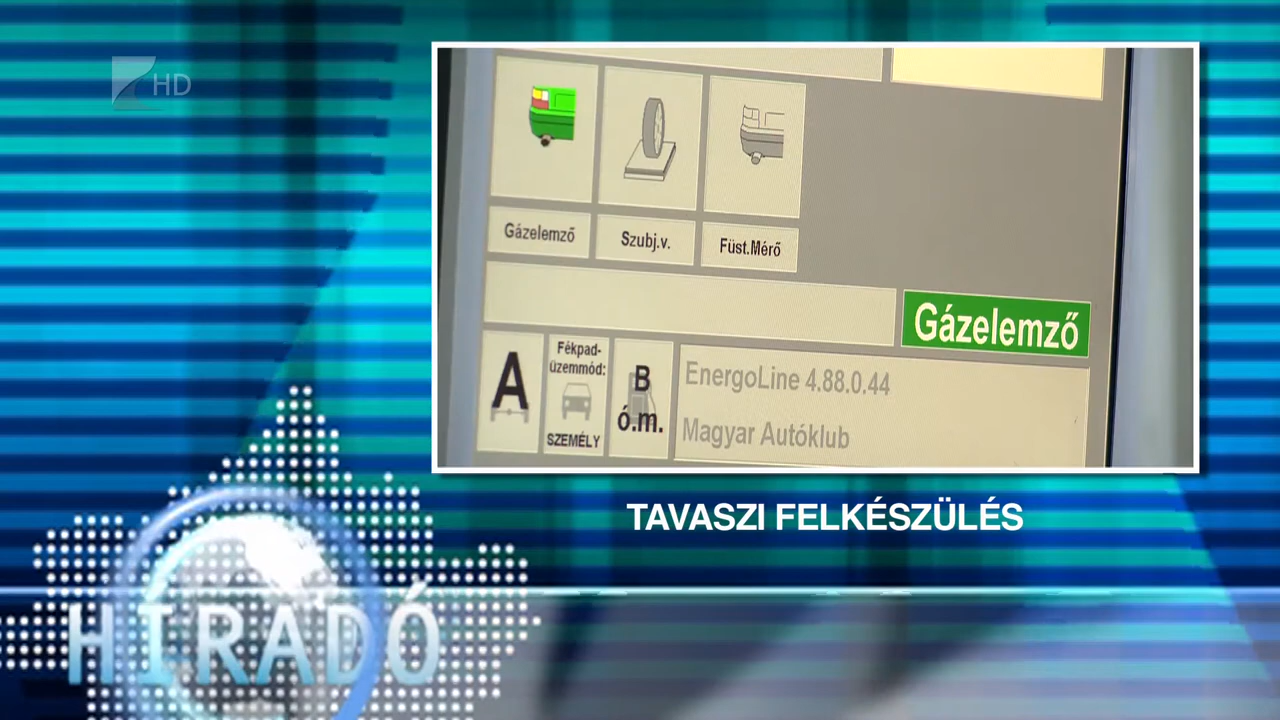 HD
Gázelemző
Szubj.v.
Füst.Mérő
Gázelemző
A
Fékpad-
üzemmód:
SZEMÉLY
B
ó.m.
EnergoLine 4.88.0.44
Magyar Autóklub
TAVASZI FELKÉSZÜLÉS
HÍRADÓ